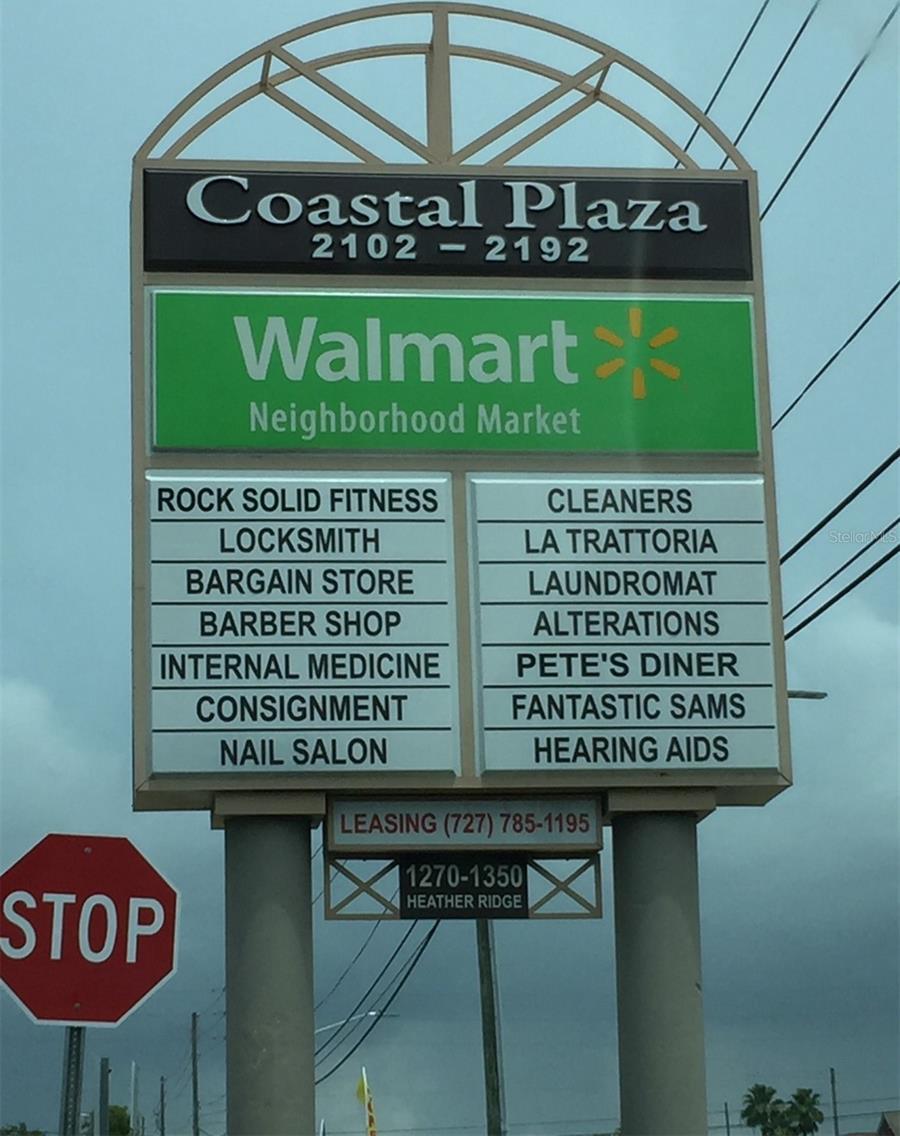 Coastal Plaza
2102 - 2192
Walmart
Neighborhood Market
ROCK SOLID FITNESS
LOCKSMITH
BARGAIN STORE
BARBER SHOP
INTERNAL MEDICINE
CONSIGNMENT
NAIL SALON
CLEANERS
LA TRATTORIA
LAUNDROMAT
ALTERATIONS
PETE'S DINER
FANTASTIC SAMS
HEARING AIDS
LEASING (727) 785-1195
1270-1350
HEATHER RIDGE
STOP
StellarMLS